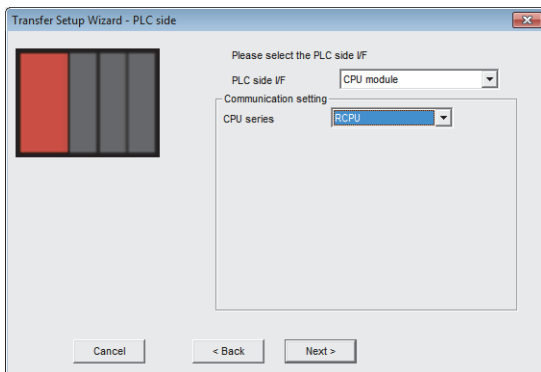 Transfer Setup Wizard - PLC side
Please select the PLC side I/F
PLC side I/F CPU module
Communication setting
CPU series RCPU
Cancel < Back Next >